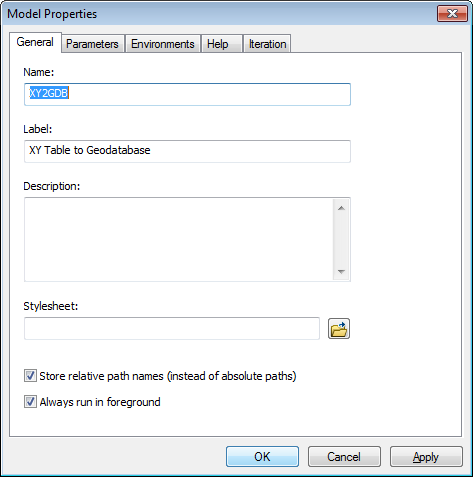 Model Properties
General Parameters Environments Help Iteration
Name:
XY2GDB
Label:
XY Table to Geodatabase
Description:
Stylesheet:
Store relative path names (instead of absolute paths)
Always run in foreground
OK Cancel Apply